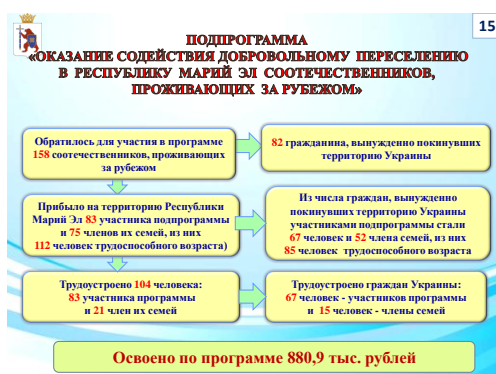 15
ПОДПРОГРАММА
«ОКАЗАНИЕ СОДЕЙСТВИЯ ДОБРОВОЛЬНОМУ ПЕРЕСЕЛЕНИЮ
В РЕСПУБЛИКУ МАРИЙ ЭЛ СООТЕЧЕСТВЕННИКОВ,
ПРОЖИВАЮЩИХ ЗА РУБЕЖОМ»
Обратилось для участия в программе
158 соотечественников, проживающих
за рубежом
82 гражданина, вынужденно покинувших
территорию Украины
Прибыло на территорию Республики
Марий Эл 83 участника подпрограммы
и 75 членов их семей, из них
112 человек трудоспособного возраста)
Из числа граждан, вынужденно
покинувших территорию Украины
участниками подпрограммы стали
67 человек и 52 члена семей, из них
85 человек трудоспособного возраста
Трудоустроено 104 человека:
83 участника программы
и 21 член их семей
Трудоустроено граждан Украины:
67 человек - участников программы
и 15 человек - члены семей
Освоено по программе 880,9 тыс. рублей